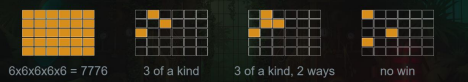 6x6x6x6x6 = 7776
3 of a kind
3 of a kind, 2 ways
no win